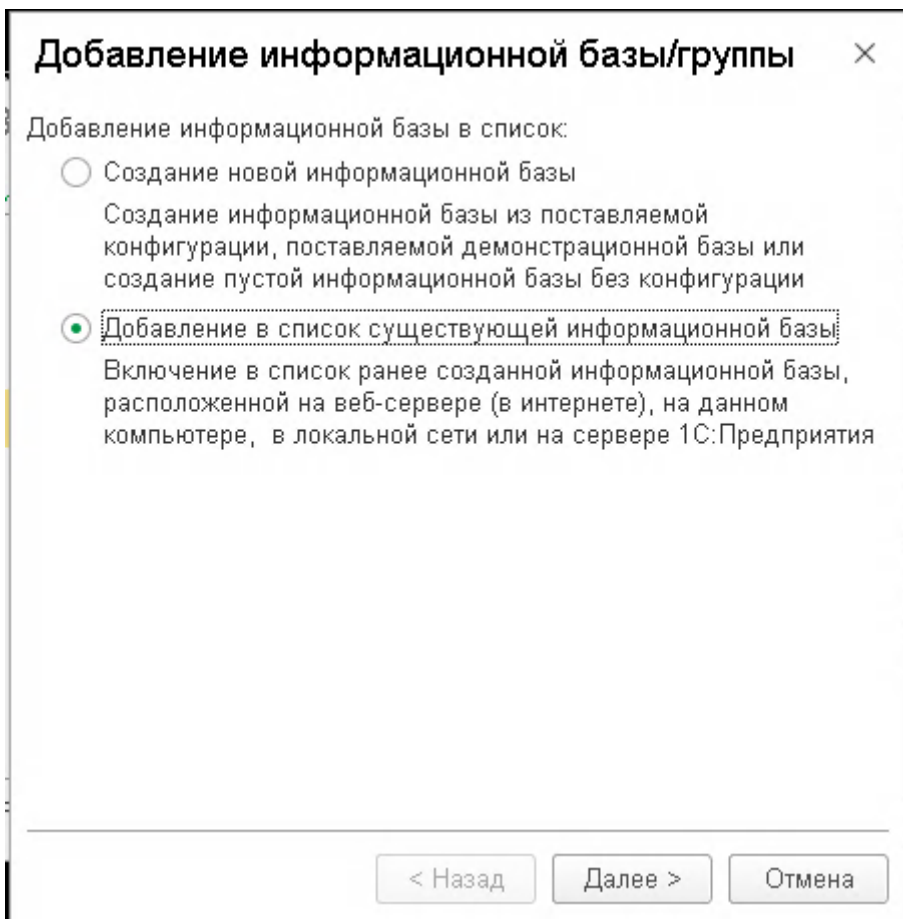 Добавление информационной базы/группы
Добавление информационной базы в список:
Создание новой информационной базы
Создание информационной базы из поставляемой
конфигурации, поставляемой демонстрационной базы или
создание пустой информационной базы без конфигурации
Добавление в список существующей информационной базы
Включение в список ранее созданной информационной базы,
расположенной на веб-сервере (в интернете), на данном
компьютере,  в локальной сети или на сервере 1С:Предприятия
< Назад
Далее >
Отмена